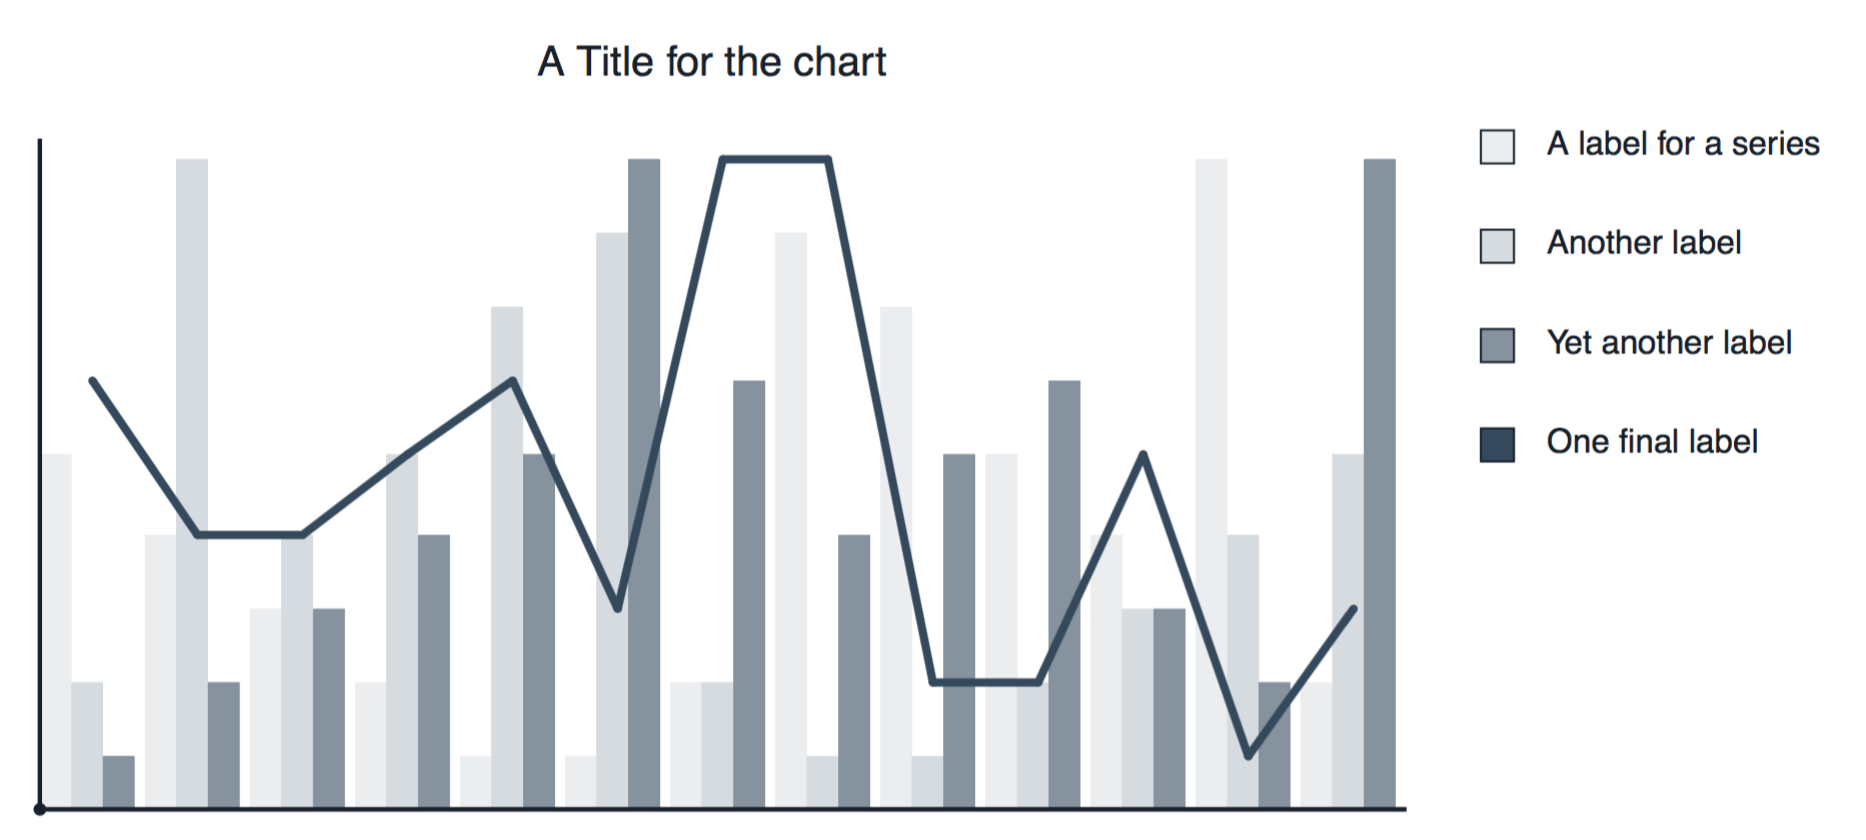 A Title for the chart
A label for a series
Another label
Yet another label
One final label